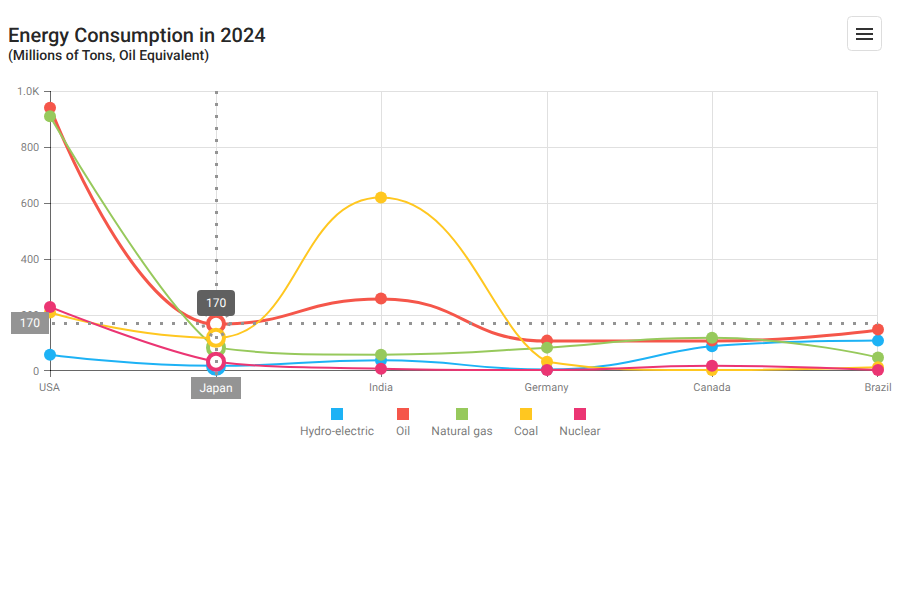 Energy Consumption in 2024
(Millions of Tons, Oil Equivalent)
1.0K
800
600
400
170
170
0
USA Japan India Germany Canada Brazil
Hydro-electric Oil Natural gas Coal Nuclear